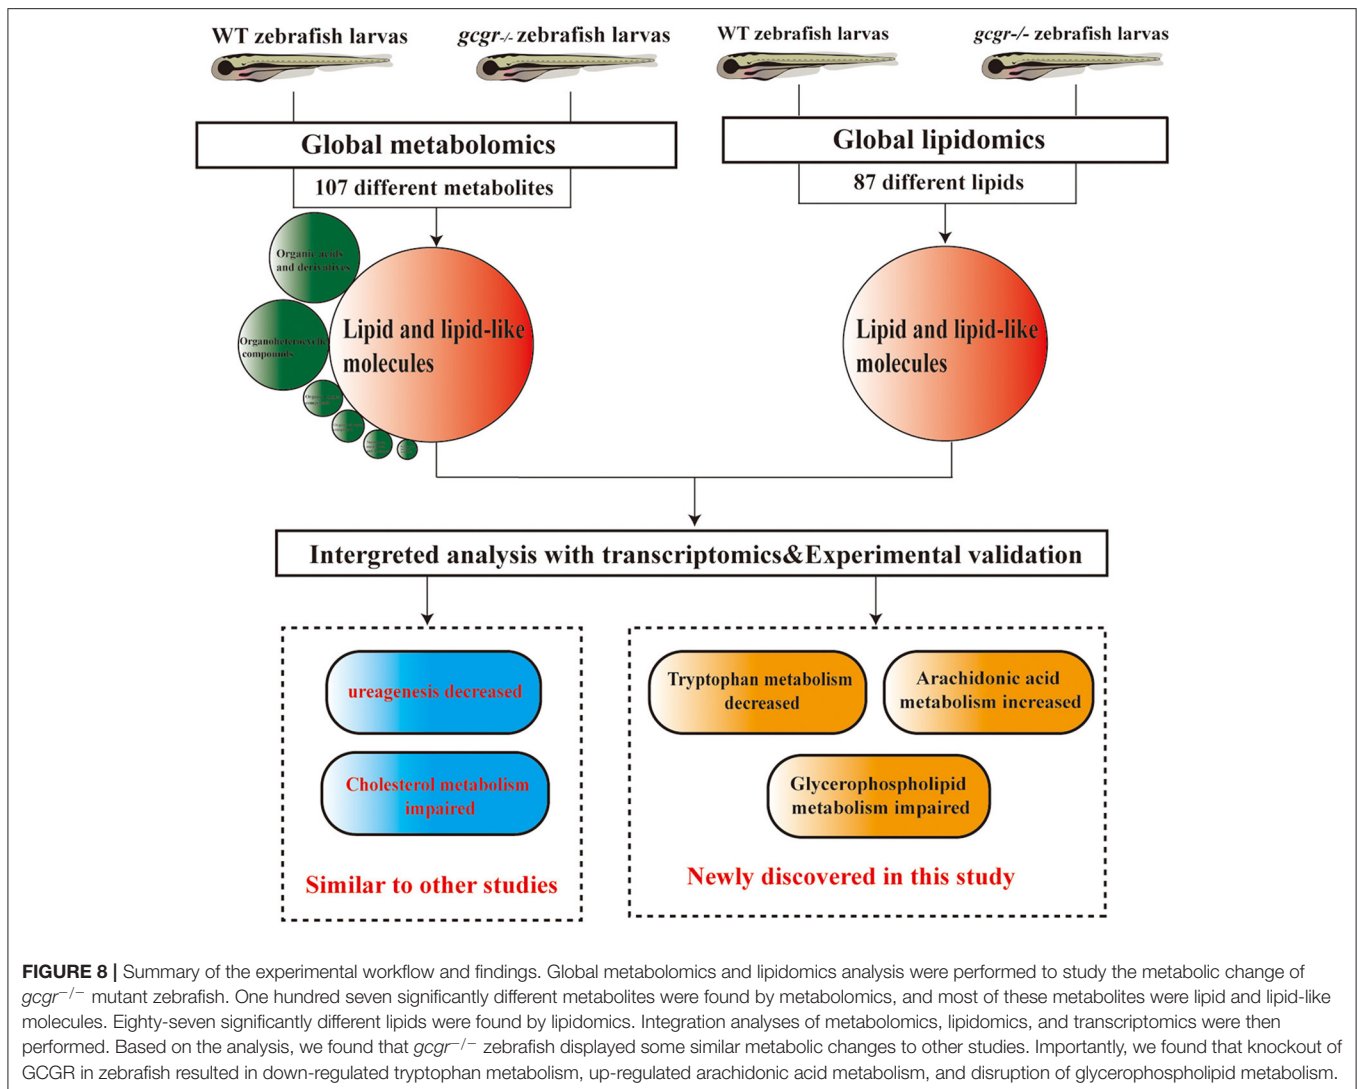 WT zebrafish larvas
gcgr-/- zebrafish larvas
WT zebrafish larvas
gcgr-/- zebrafish larvas
Global metabolomics
Global lipidomics
107 different metabolites
87 different lipids
Organic acids
and derivatives
Organoheterocyclic
compounds
Lipid and lipid-like
molecules
Lipid and lipid-like
molecules
Intergreted analysis with transcriptomics&Experimental validation
ureagenesis decreased
Cholesterol metabolism
impaired
Similar to other studies
Tryptophan metabolism
decreased
Arachidonic acid
metabolism increased
Glycerophospholipid
metabolism impaired
Newly discovered in this study
FIGURE 8 | Summary of the experimental workflow and findings. Global metabolomics and lipidomics analysis were performed to study the metabolic change of
gcgr−/− mutant zebrafish. One hundred seven significantly different metabolites were found by metabolomics, and most of these metabolites were lipid and lipid-like
molecules. Eighty-seven significantly different lipids were found by lipidomics. Integration analyses of metabolomics, lipidomics, and transcriptomics were then
performed. Based on the analysis, we found that gcgr−/− zebrafish displayed some similar metabolic changes to other studies. Importantly, we found that knockout of
GCGR in zebrafish resulted in down-regulated tryptophan metabolism, up-regulated arachidonic acid metabolism, and disruption of glycerophospholipid metabolism.